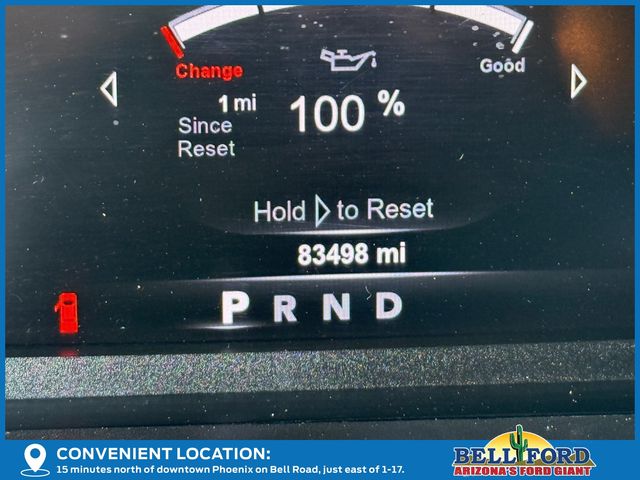 Change
Good
1 mi
Since
Reset
100 %
Hold ▷ to Reset
83498 mi
P R N D
CONVENIENT LOCATION:
15 minutes north of downtown Phoenix on Bell Road, just east of 1-17.
BELL FORD
ARIZONA'S FORD GIANT